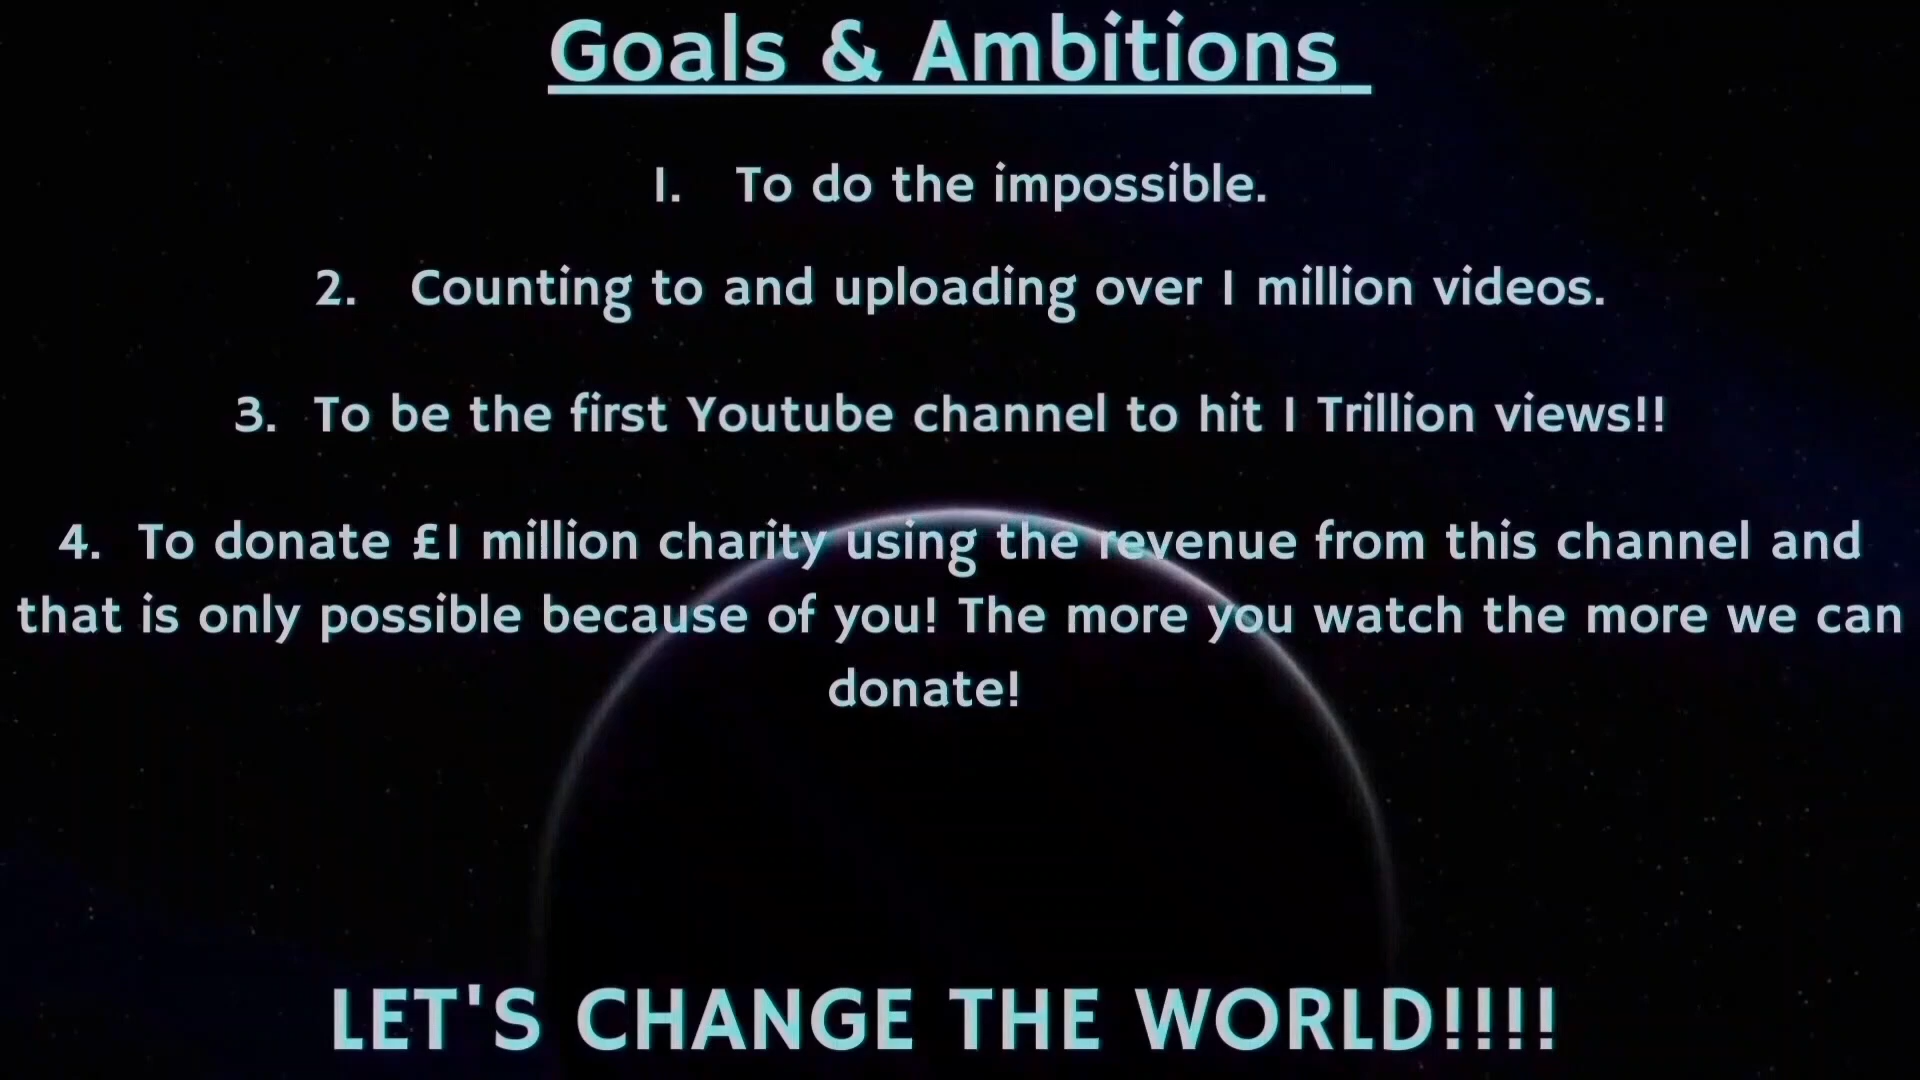 Goals & Ambitions
1. To do the impossible.
2. Counting to and uploading over 1 million videos.
3. To be the first Youtube channel to hit 1 Trillion views!!
4. To donate £1 million charity using the revenue from this channel and
that is only possible because of you! The more you watch the more we can
donate!
LET'S CHANGE THE WORLD!!!!